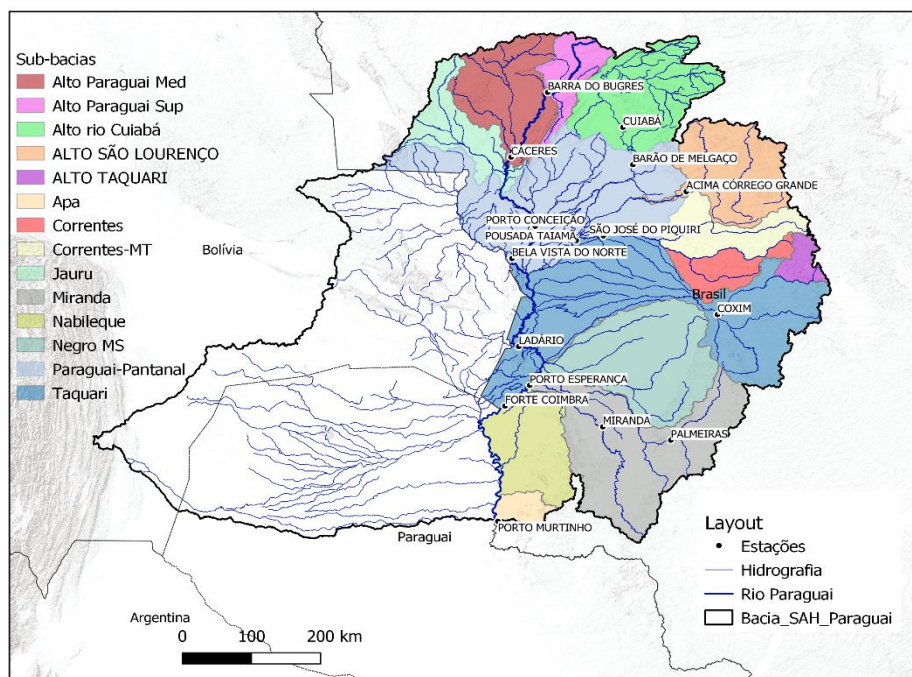 Sub-bacias
Alto Paraguai Med
Alto Paraguai Sup
Alto rio Cuiabá
ALTO SÃO LOURENÇO
ALTO TAQUARI
Apa
Correntes
Correntes-MT
Jauru
Miranda
Nabileque
Negro MS
Paraguai-Pantanal
Taquari
BARRA DO BUGRES
CUIABÁ
CÁCERES
BARÃO DE MELGAÇO
ACIMA CÓRREGO GRANDE
PORTO CONCEIÇÃO
SÃO JOSÉ DO PIQUIRI
POUSADA TAIAMÃ
Bolívia
BELA VISTA DO NORTE
Brasil
COXIM
LADÁRIO
PORTO ESPERANÇA
FORTE COIMBRA
MIRANDA
PALMEIRAS
PORTO MURTINHO
Paraguai
Argentina
0 100 200 km
Layout
Estações
Hidrografia
Rio Paraguai
Bacia_SAH_Paraguai